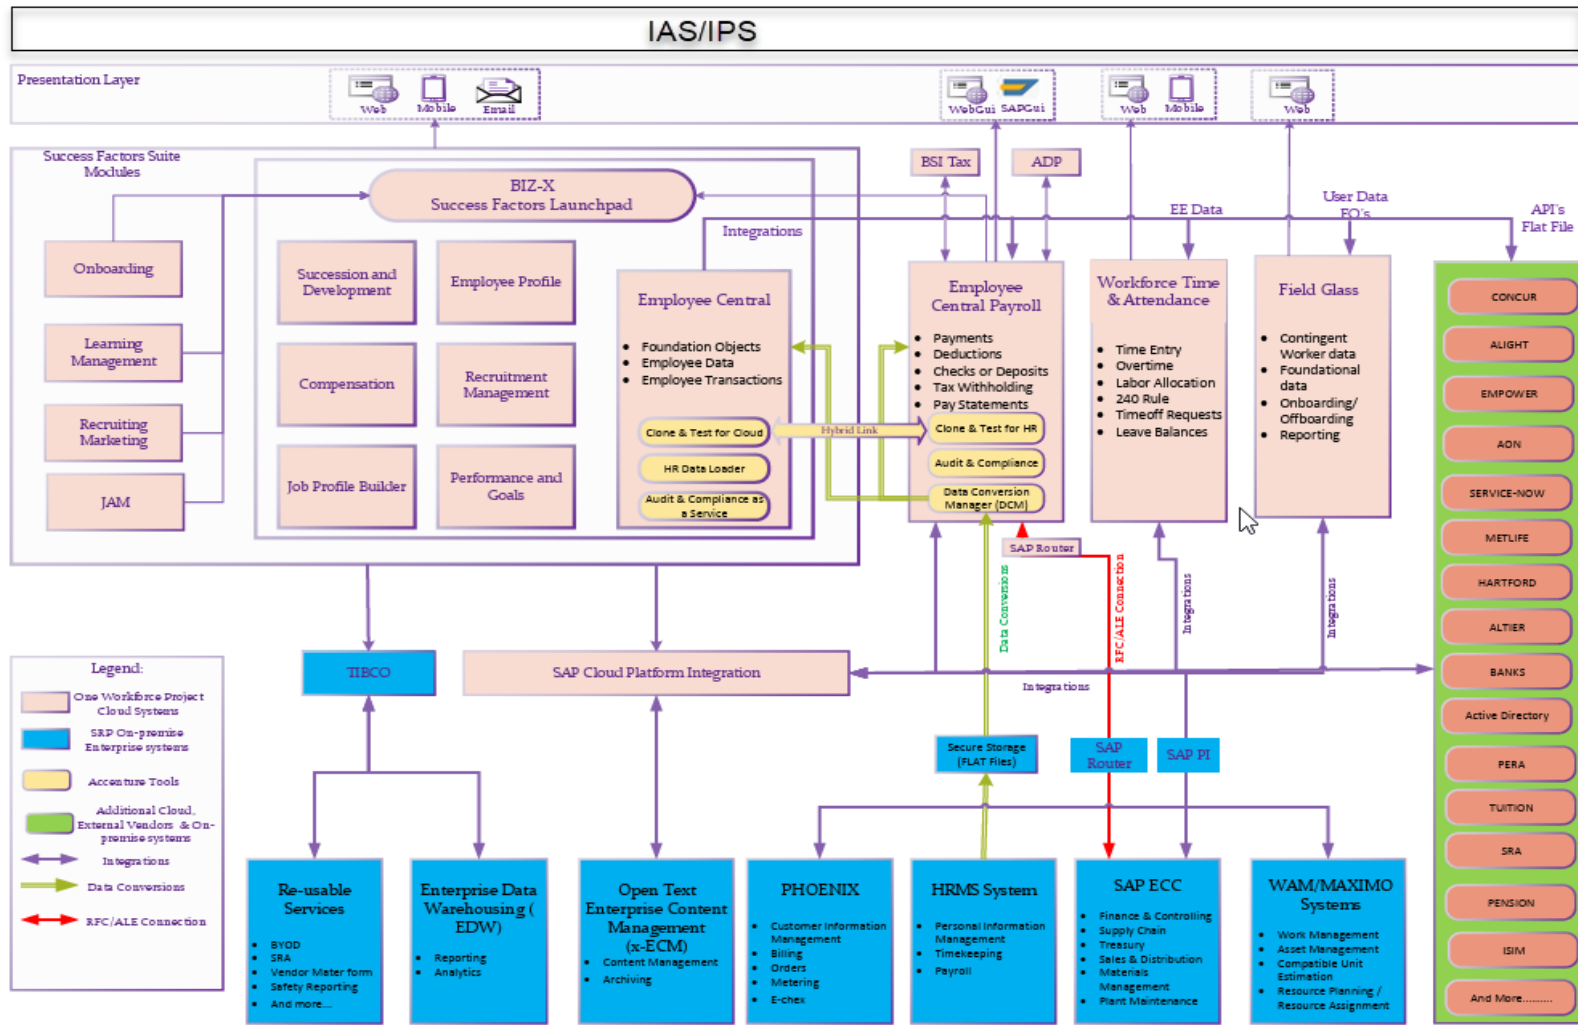 IAS/IPS
Presentation Layer
Web
Mobile
Email
WebGui
SAPGui
Web
Mobile
Web
Success Factors Suite
Modules
BIZ-X
Success Factors Launchpad
BSI Tax
ADP
Integrations
EE Data
User Data
FO's
API's
Flat File
Onboarding
Learning
Management
Recruiting
Marketing
JAM
Succession and
Development
Employee Profile
Compensation
Recruitment
Management
Job Profile Builder
Performance and
Goals
Employee Central
• Foundation Objects
• Employee Data
• Employee Transactions
Clone & Test for Cloud
HR Data Loader
Audit & Compliance as
a Service
Hybrid Link
Employee
Central Payroll
• Payments
• Deductions
• Checks or Deposits
• Tax Withholding
• Pay Statements
Clone & Test for HR
Audit & Compliance
Data Conversion
Manager (DCM)
Workforce Time
& Attendance
• Time Entry
• Overtime
• Labor Allocation
• 240 Rule
• Timeoff Requests
• Leave Balances
Field Glass
• Contingent
Worker data
• Foundational
data
• Onboarding/
Offboarding
• Reporting
CONCUR
ALIGHT
EMPOWER
AON
SERVICE-NOW
METLIFE
HARTFORD
ALTIER
BANKS
Active Directory
PERA
TUITION
SRA
PENSION
ISIM
And More.........
SAP Router
Data Conversions
RFC/ALE Connection
Integrations
Integrations
Integrations
TIBCO
SAP Cloud Platform Integration
Secure Storage
(FLAT Files)
SAP
Router
SAP PI
Legend:
One Workforce Project
Cloud Systems
SRP On-premise
Enterprise systems
Accenture Tools
Additional Cloud,
External Vendors & On-
premise systems
Integrations
Data Conversions
RFC/ALE Connection
Re-usable
Services
• BYOD
• SRA
• Vendor Mater form
• Safety Reporting
• And more...
Enterprise Data
Warehousing (
EDW)
• Reporting
• Analytics
Open Text
Enterprise Content
Management
(x-ECM)
• Content Management
• Archiving
PHOENIX
• Customer Information
Management
• Billing
• Orders
• Metering
• E-chex
HRMS System
• Personal Information
Management
• Timekeeping
• Payroll
SAP ECC
• Finance & Controlling
• Supply Chain
• Treasury
• Sales & Distribution
• Materials
Management
• Plant Maintenance
WAM/MAXIMO
Systems
• Work Management
• Asset Management
• Compatible Unit
Estimation
• Resource Planning /
Resource Assignment